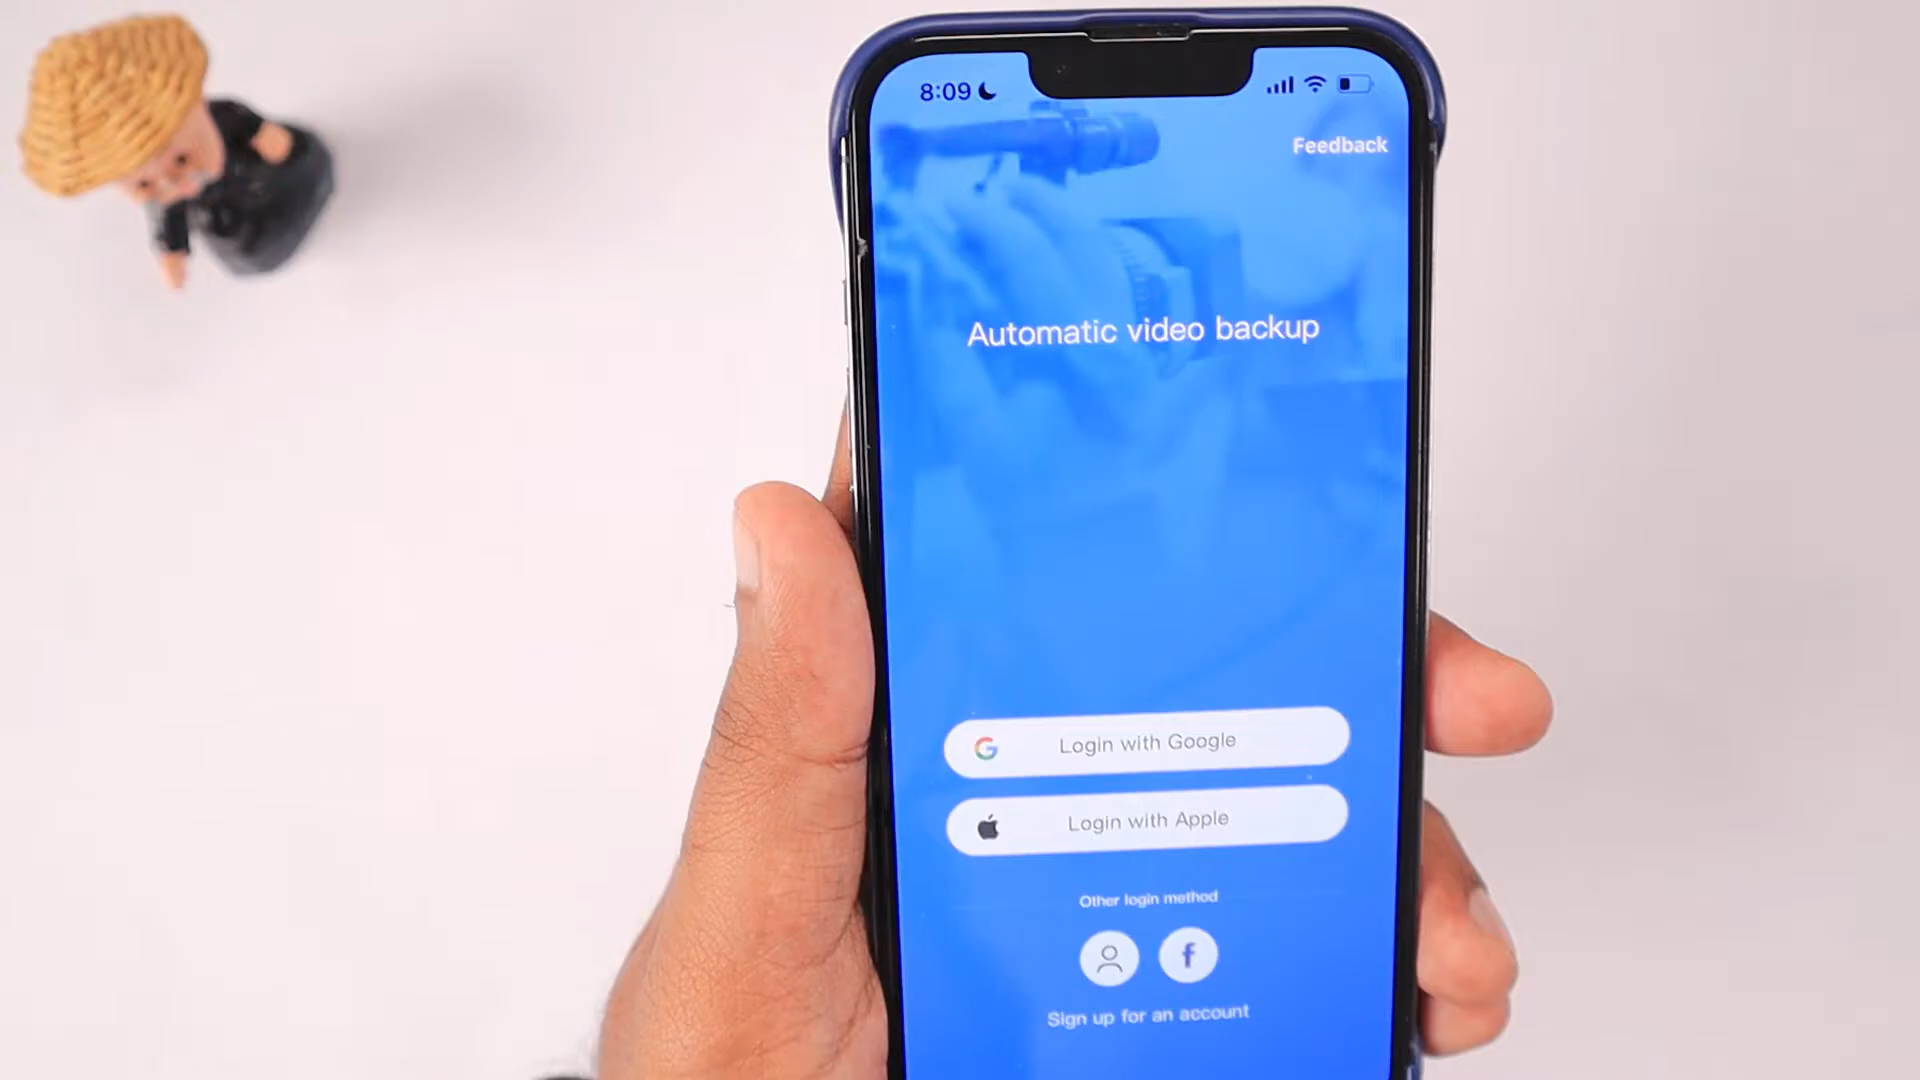 8:09
Feedback
Automatic video backup
Login with Google
Login with Apple
Other login method
Sign up for an account